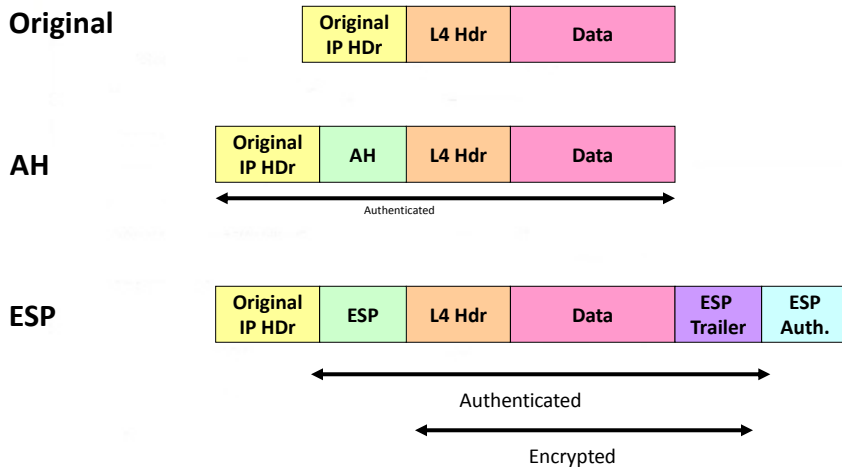 Original
Original
IP HDr
L4 Hdr
Data
AH
Original
IP HDr
AH
L4 Hdr
Data
Authenticated
ESP
Original
IP HDr
ESP
L4 Hdr
Data
ESP
Trailer
ESP
Auth.
Authenticated
Encrypted